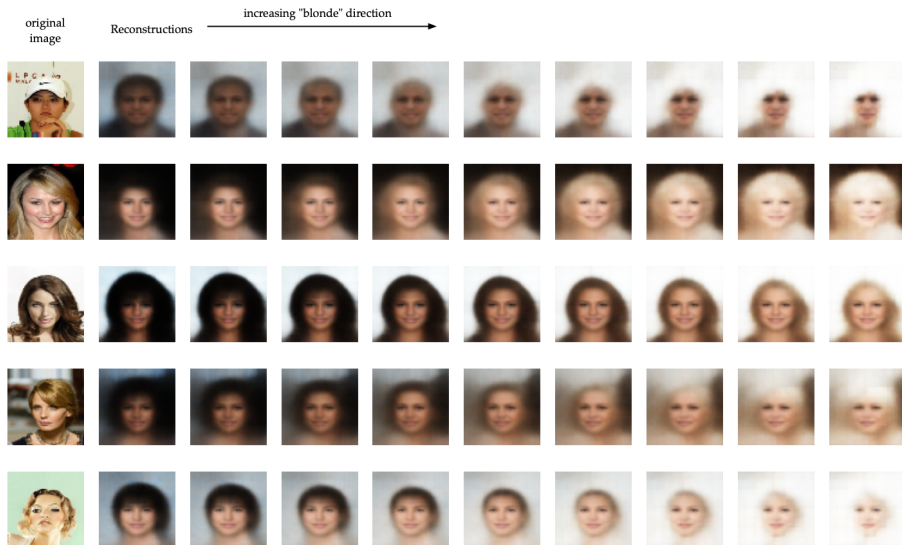 increasing "blonde" direction
original
image
Reconstructions
L P G A